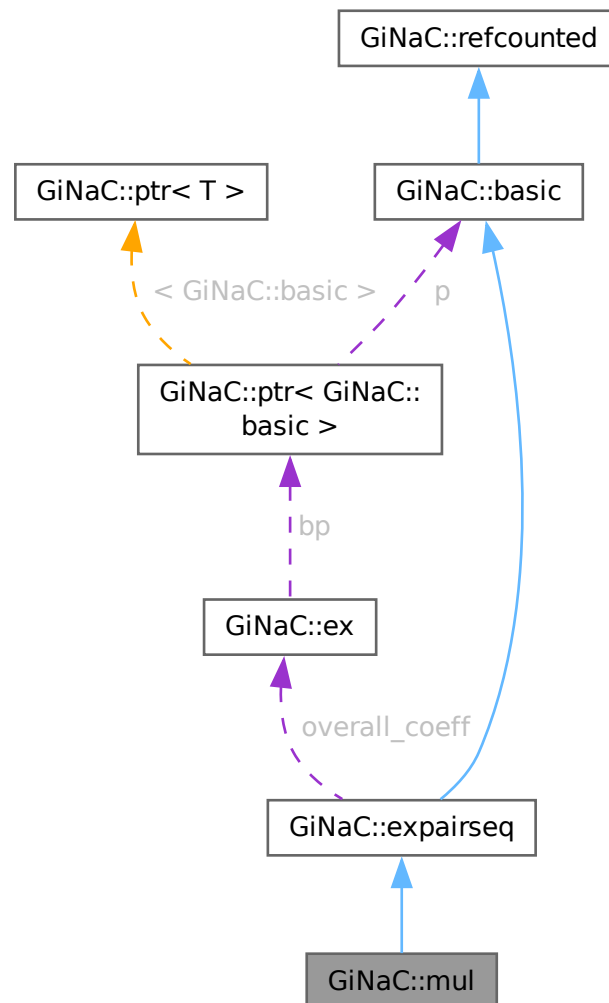 GiNaC::refcounted
GiNaC::ptr< T >
GiNaC::basic
< GiNaC::basic >
p
GiNaC::ptr< GiNaC::
basic >
bp
GiNaC::ex
overall_coeff
GiNaC::expairseq
GiNaC::mul